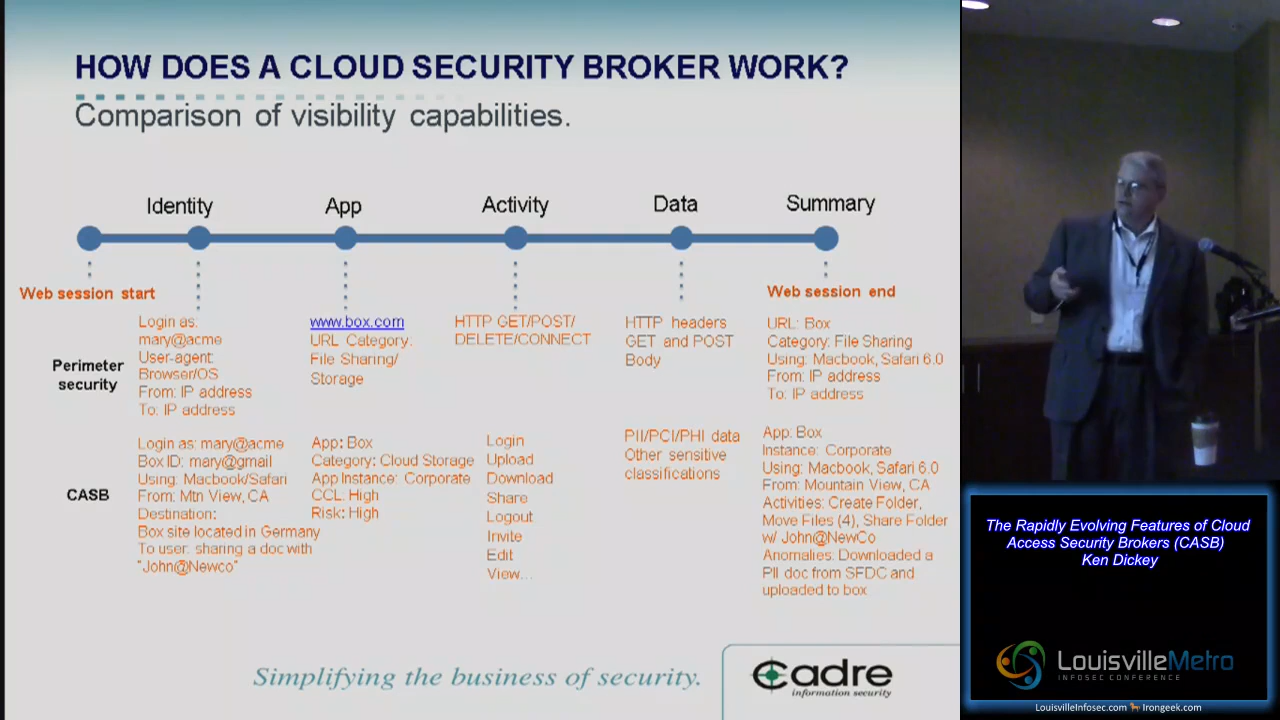 HOW DOES A CLOUD SECURITY BROKER WORK?
Comparison of visibility capabilities.
Identity
App
Activity
Data
Summary
Web session start
Web session end
Perimeter
security
Login as:
mary@acme
User-agent:
Browser/OS
From: IP address
To: IP address
www.box.com
URL Category:
File Sharing/
Storage
HTTP GET/POST/
DELETE/CONNECT
HTTP headers
GET and POST
Body
URL: Box
Category: File Sharing
Using: Macbook, Safari 6.0
From: IP address
To: IP address
CASB
Login as: mary@acme
Box ID: mary@gmail
Using: Macbook/Safari
From: Mtn View, CA
Destination:
Box site located in Germany
To user: sharing a doc with
"John@Newco"
App: Box
Category: Cloud Storage
App Instance: Corporate
CCL: High
Risk: High
Login
Upload
Download
Share
Logout
Invite
Edit
View...
PII/PCI/PHI data
Other sensitive
classifications
App: Box
Instance: Corporate
Using: Macbook, Safari 6.0
From: Mountain View, CA
Activities: Create Folder,
Move Files (4), Share Folder
w/ John@NewCo
Anomalies: Downloaded a
PII doc from SFDC and
uploaded to box
Simplifying the business of security.
Cadre
information security
The Rapidly Evolving Features of Cloud
Access Security Brokers (CASB)
Ken Dickey
LouisvilleMetro
INFOSEC CONFERENCE
LouisvilleInfosec.com Irongeek.com